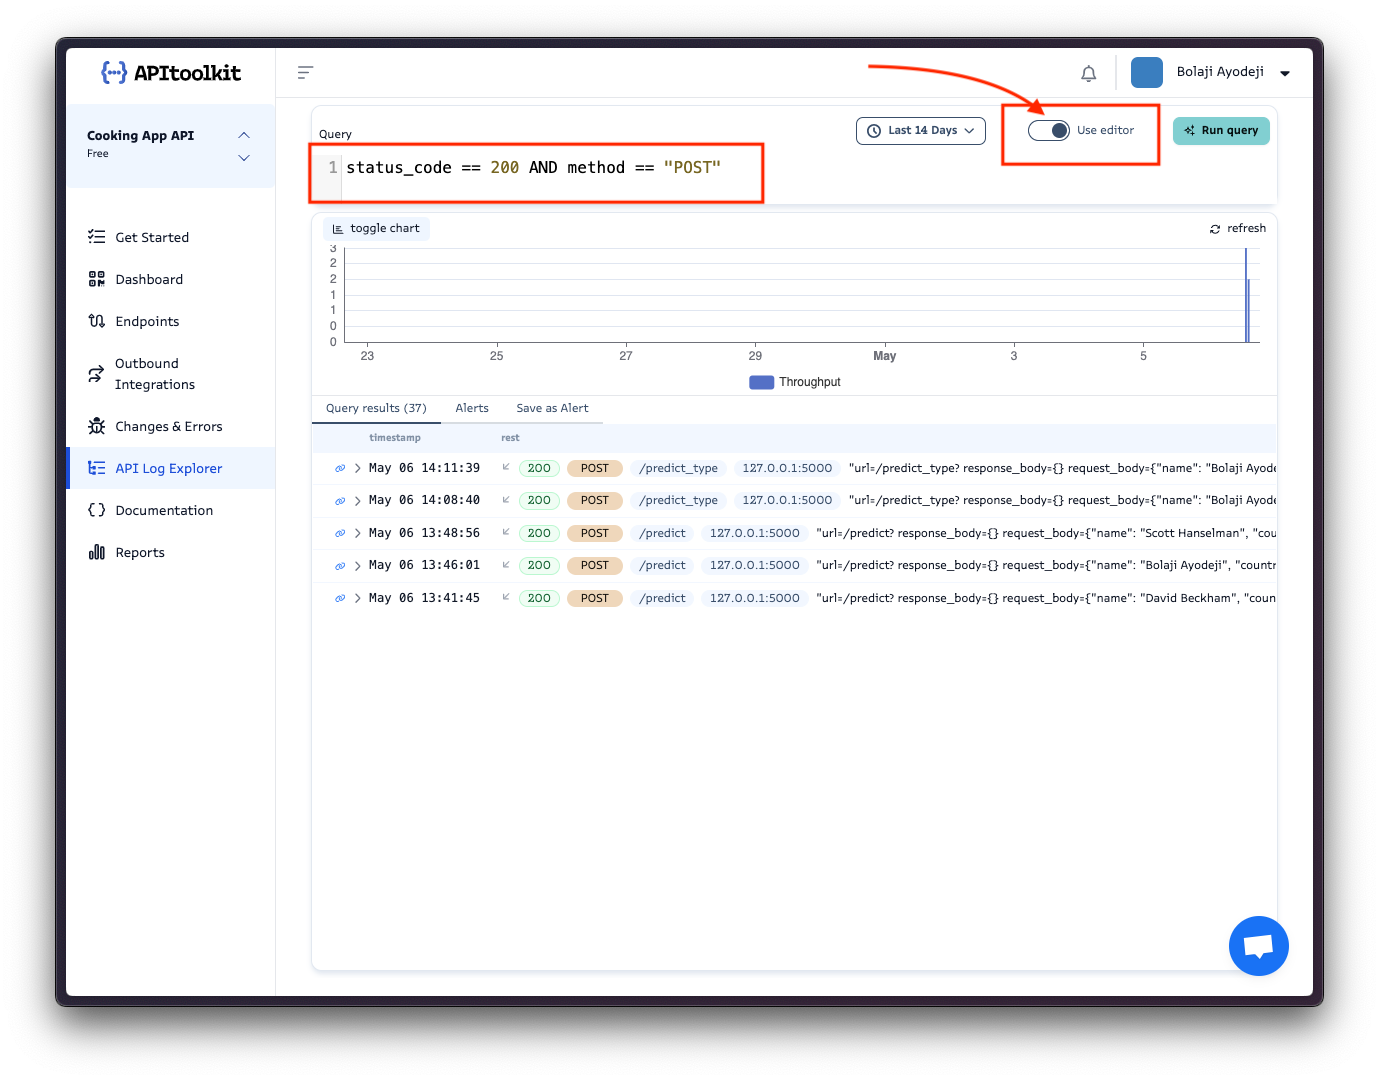 APItoolkit
Bolaji Ayodeji
Cooking App API
Free
Query
Last 14 Days
Use editor
Run query
1 status_code == 200 AND method == "POST"
toggle chart
refresh
Get Started
Dashboard
Endpoints
Outbound
Integrations
Changes & Errors
API Log Explorer
Documentation
Reports
3
2
2
1
1
0
0
23 25 27 29 May 3 5
Throughput
Query results (37) Alerts Save as Alert
timestamp rest
May 06 14:11:39 200 POST /predict_type 127.0.0.1:5000 "url=/predict_type? response_body={} request_body={"name": "Bolaji Ayode
May 06 14:08:40 200 POST /predict_type 127.0.0.1:5000 "url=/predict_type? response_body={} request_body={"name": "Bolaji Ayode
May 06 13:48:56 200 POST /predict 127.0.0.1:5000 "url=/predict? response_body={} request_body={"name": "Scott Hanselman", "cou
May 06 13:46:01 200 POST /predict 127.0.0.1:5000 "url=/predict? response_body={} request_body={"name": "Bolaji Ayodeji", "countr
May 06 13:41:45 200 POST /predict 127.0.0.1:5000 "url=/predict? response_body={} request_body={"name": "David Beckham", "coun